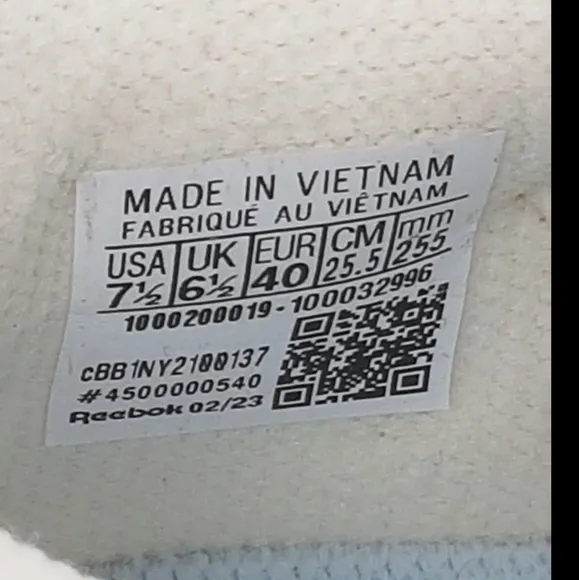 MADE IN VIETNAM
FABRIQUÉ AU VIÊTNAM
USA UK EUR CM mm
7½ 6½ 40 25.5 255
1000200019-100032996
cBB1NY2100137
#4500000540
Reebok 02/23